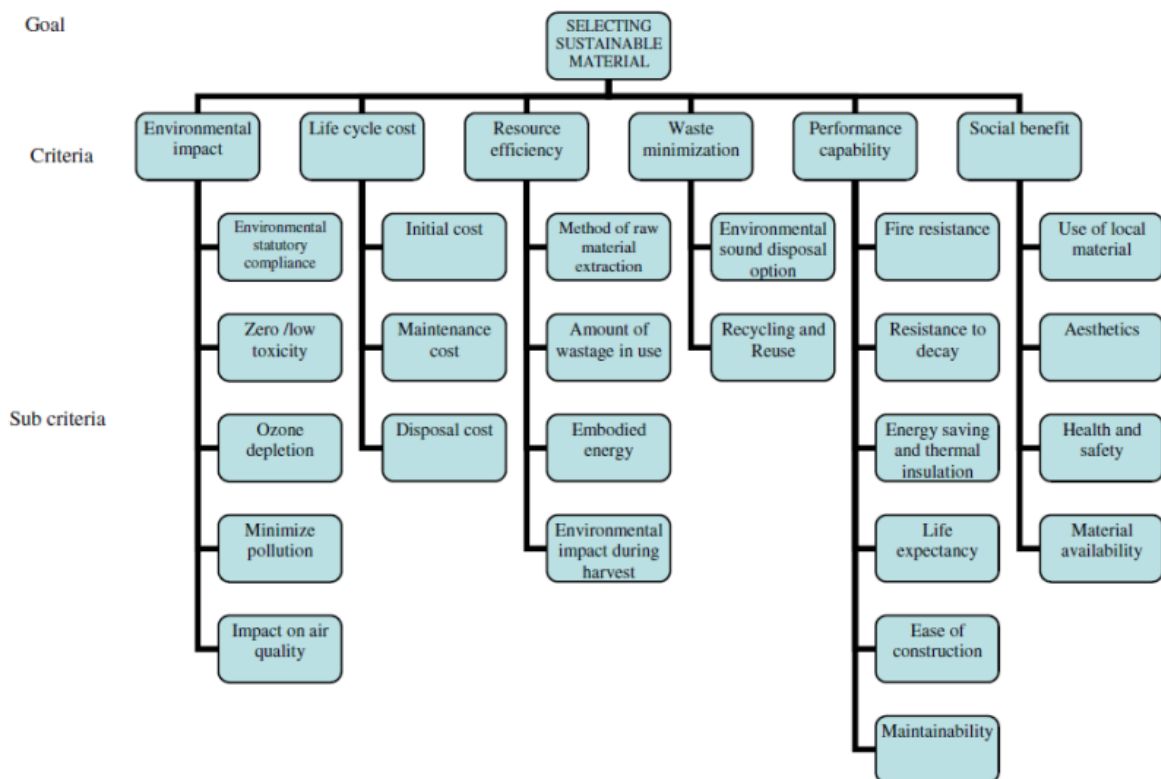 Goal
SELECTING
SUSTAINABLE
MATERIAL
Criteria
Environmental
impact
Life cycle cost
Resource
efficiency
Waste
minimization
Performance
capability
Social benefit
Sub criteria
Environmental
statutory
compliance
Zero /low
toxicity
Ozone
depletion
Minimize
pollution
Impact on air
quality
Initial cost
Maintenance
cost
Disposal cost
Method of raw
material
extraction
Amount of
wastage in use
Embodied
energy
Environmental
impact during
harvest
Environmental
sound disposal
option
Recycling and
Reuse
Fire resistance
Resistance to
decay
Energy saving
and thermal
insulation
Life
expectancy
Ease of
construction
Maintainability
Use of local
material
Aesthetics
Health and
safety
Material
availability